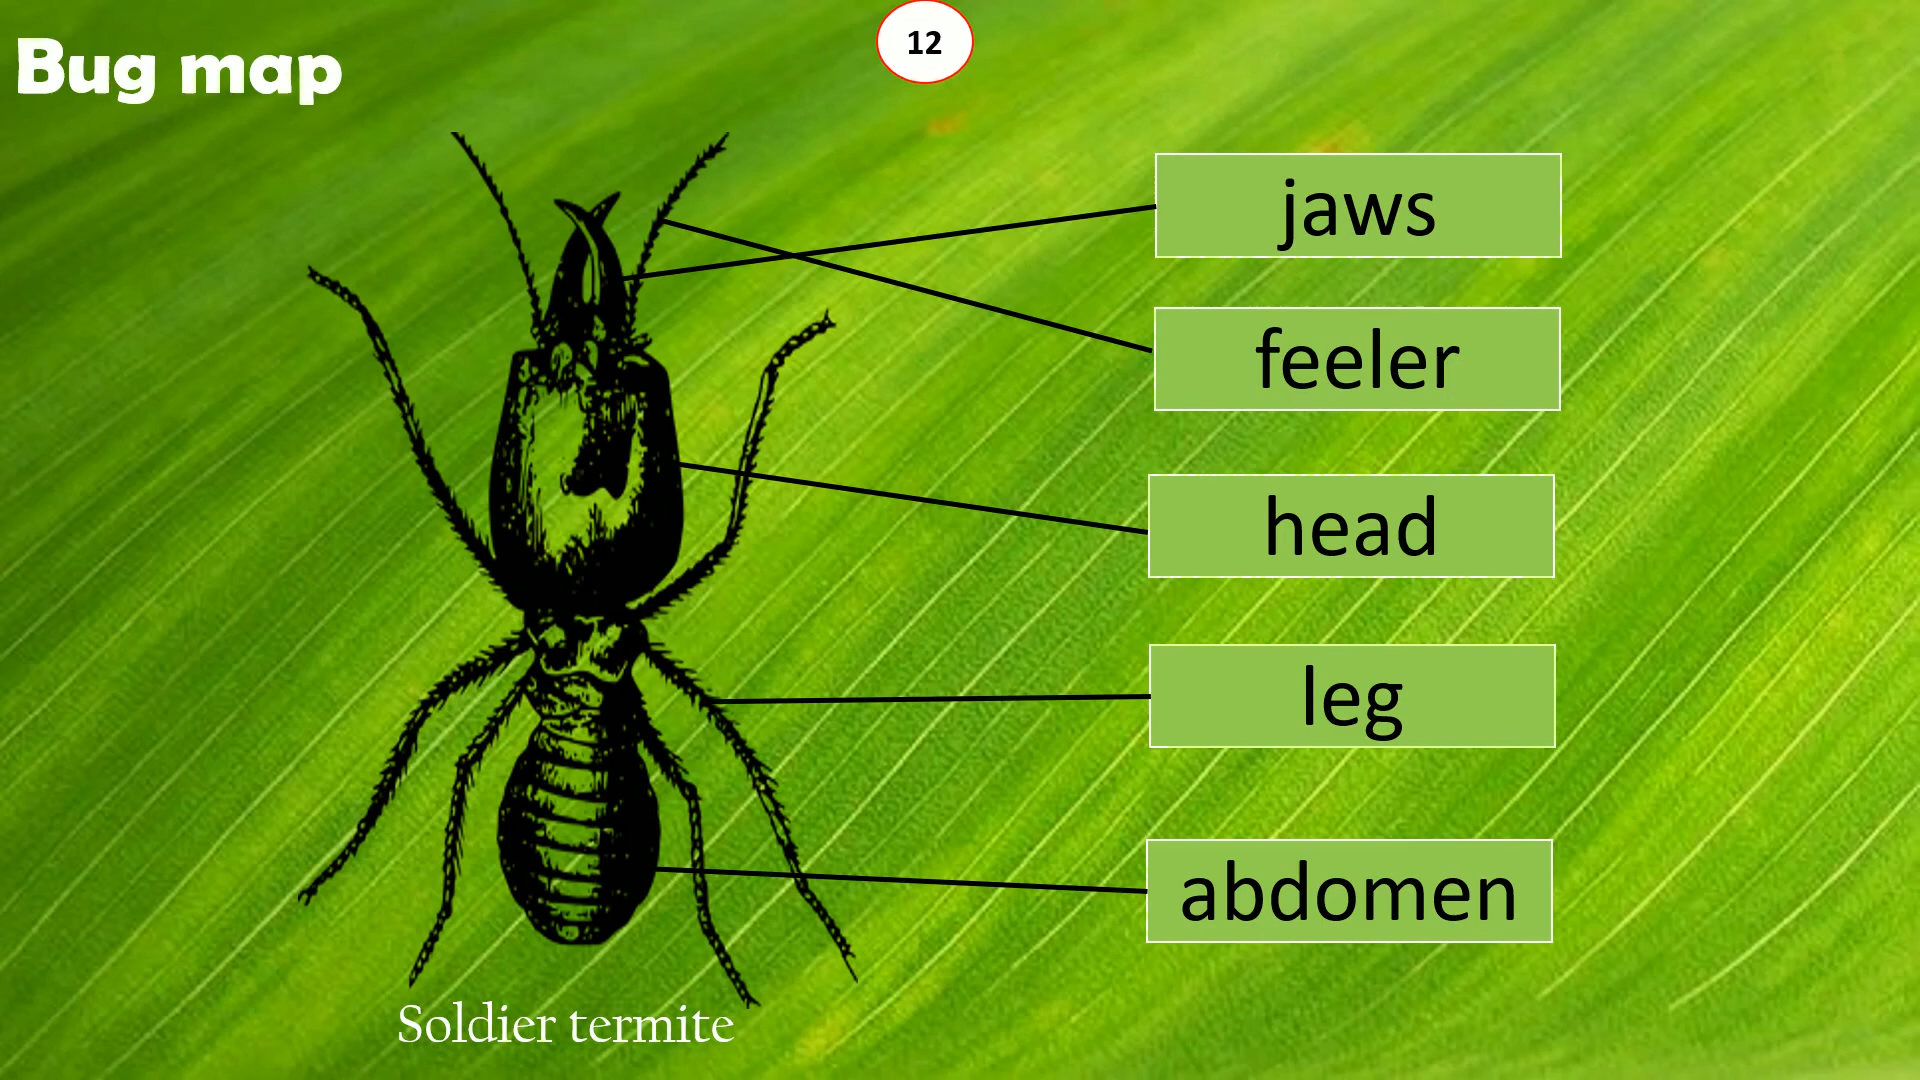 Bug map
12
jaws
feeler
head
leg
abdomen
Soldier termite